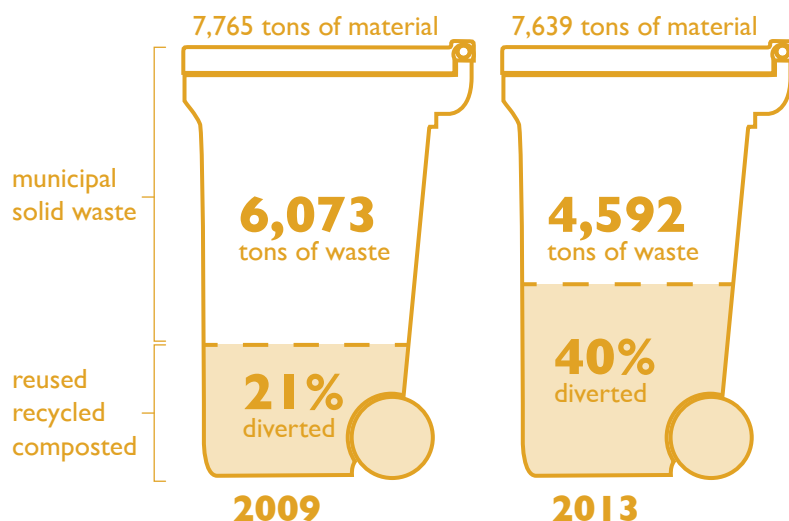 7,765 tons of material
7,639 tons of material
municipal
solid waste
6,073
tons of waste
4,592
tons of waste
reused
recycled
composted
21%
diverted
40%
diverted
2009
2013